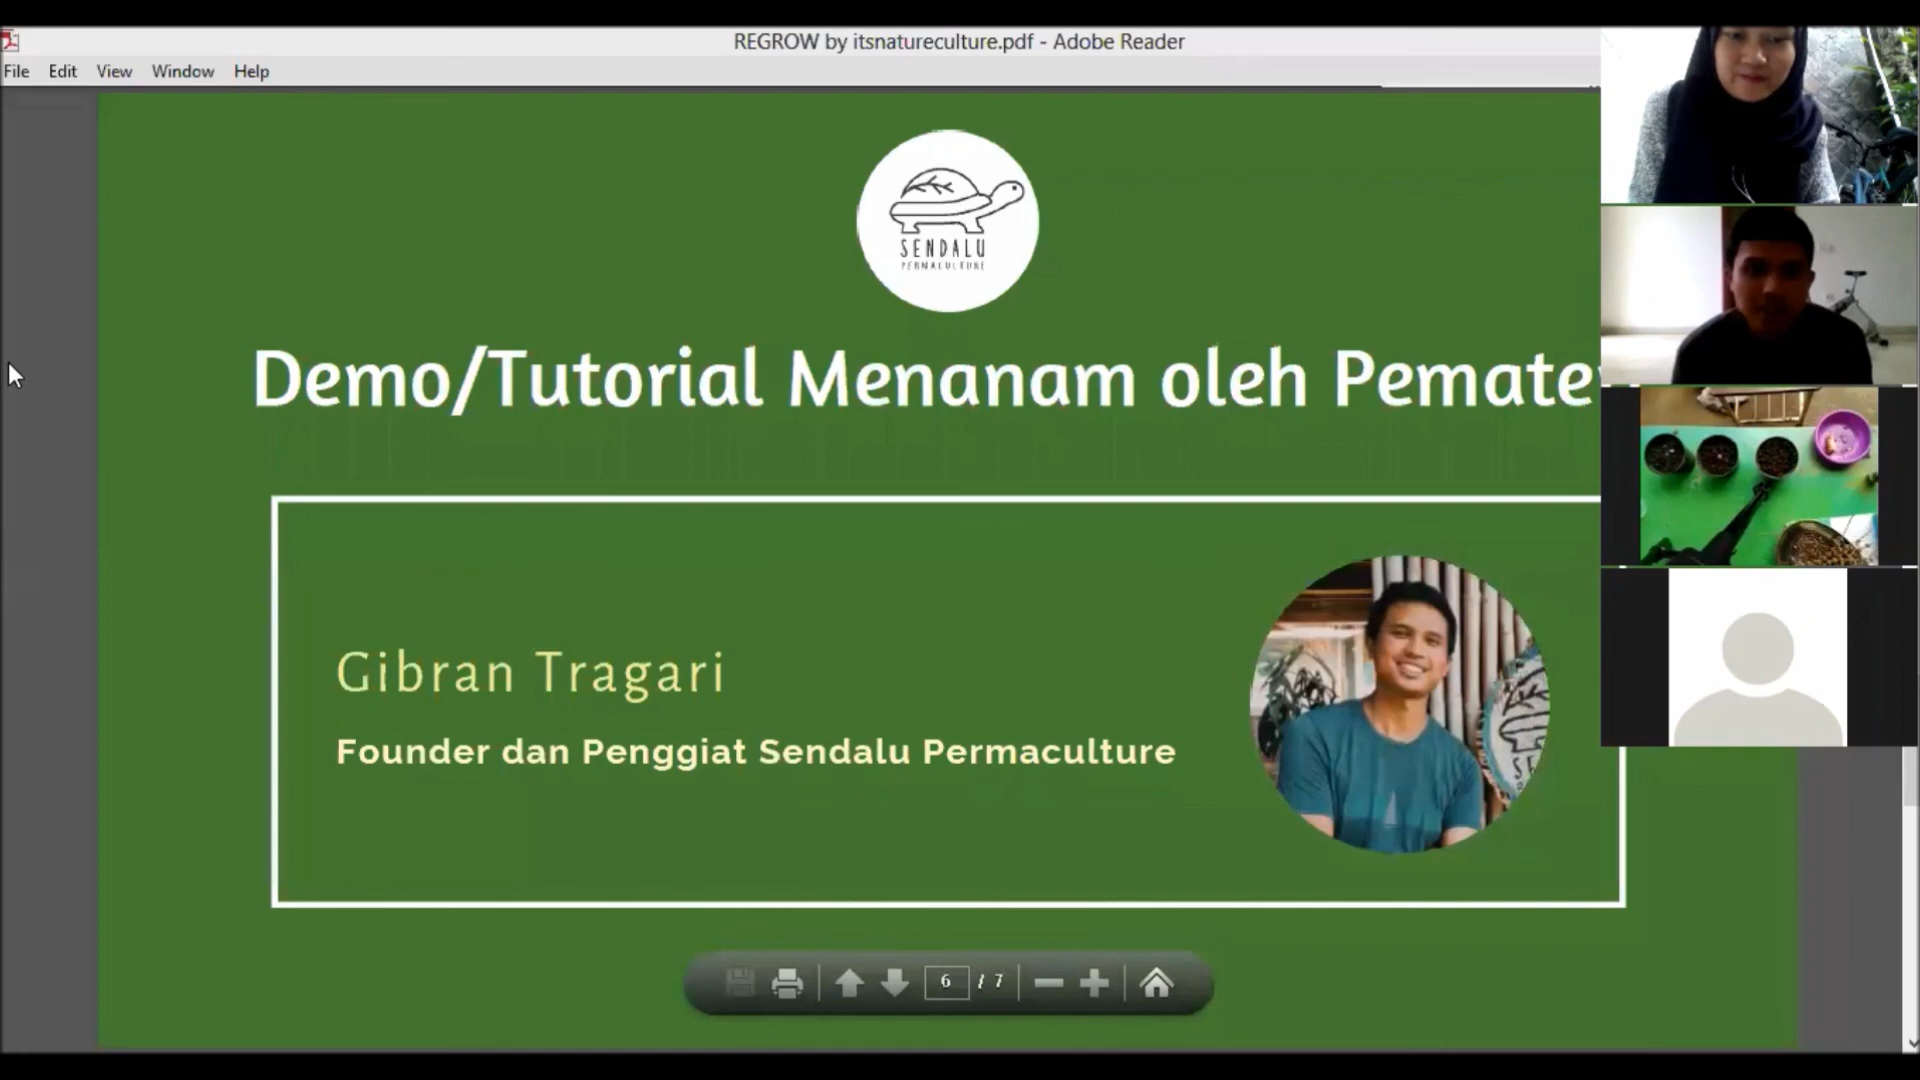 REGROW by itsnatureculture.pdf - Adobe Reader
File Edit View Window Help
SENDALU
PERMACULTURE
Demo/Tutorial Menanam oleh Pemate
Gibran Tragari
Founder dan Penggiat Sendalu Permaculture
6 / 7